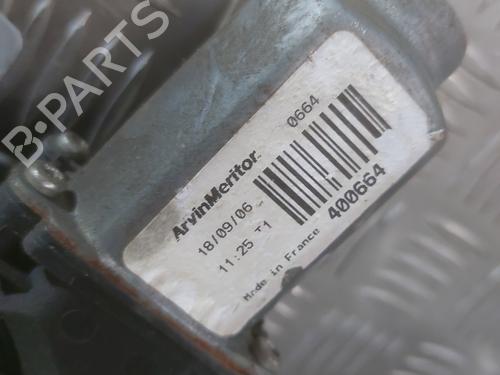 B-PARTS
ArvinMeritor
0664
18/09/06
11:25 T1
400664
Made in France